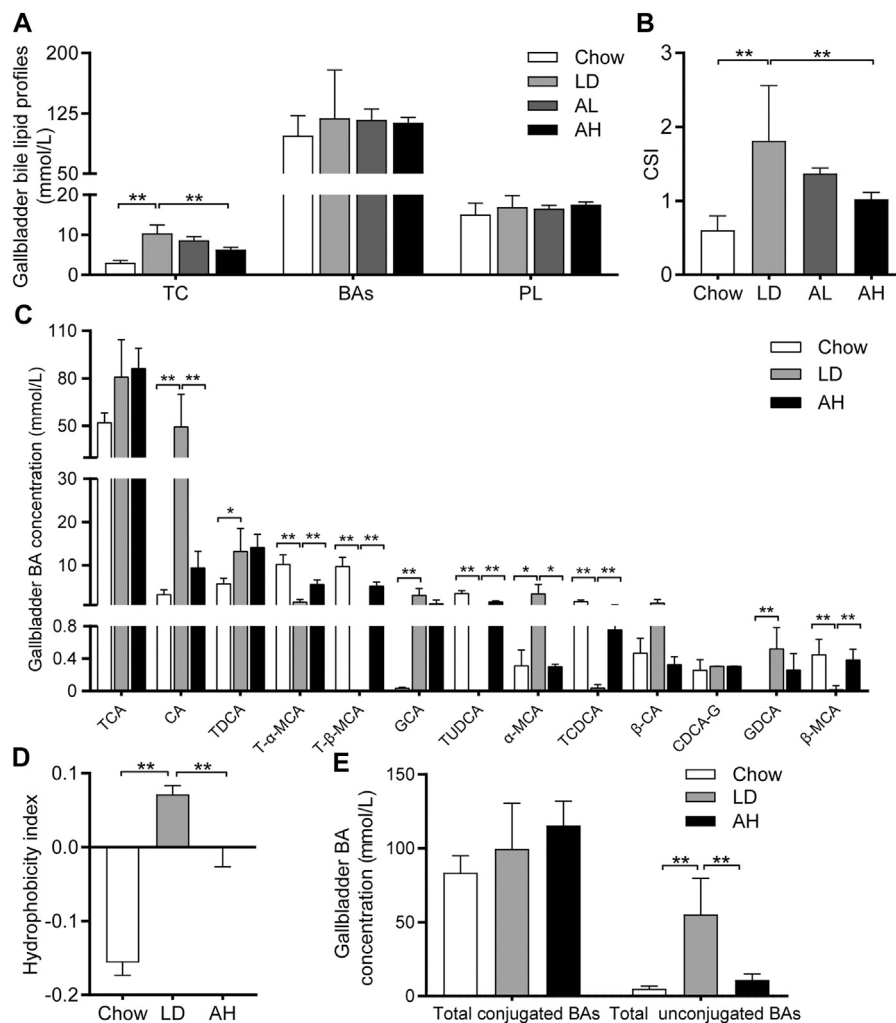 A
Gallbladder bile lipid profiles
(mmol/L)
200
125
50
20
10
0
**
**
TC
BAs
PL
Chow
LD
AL
AH
B
CSI
3
2
1
0
**
**
Chow
LD
AL
AH
C
Gallbladder BA concentration (mmol/L)
110
80
50
30
20
10
0.8
0.4
0
** **
*
** **
** **
**
** **
* *
** **
**
** **
Chow
LD
AH
TCA
CA
TDCA
T-α-MCA
T-β-MCA
GCA
TUDCA
α-MCA
TCDCA
β-CA
CDCA-G
GDCA
β-MCA
D
Hydrophobicity index
0.1
0.0
-0.1
-0.2
** **
Chow
LD
AH
E
Gallbladder BA
concentration (mmol/L)
150
100
50
0
Chow
LD
AH
** **
Total conjugated BAs
Total unconjugated BAs